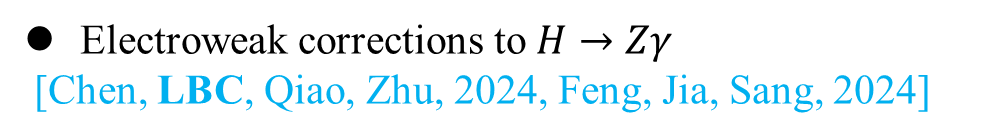 ● Electroweak corrections to H → Zγ
[Chen, LBC, Qiao, Zhu, 2024, Feng, Jia, Sang, 2024]